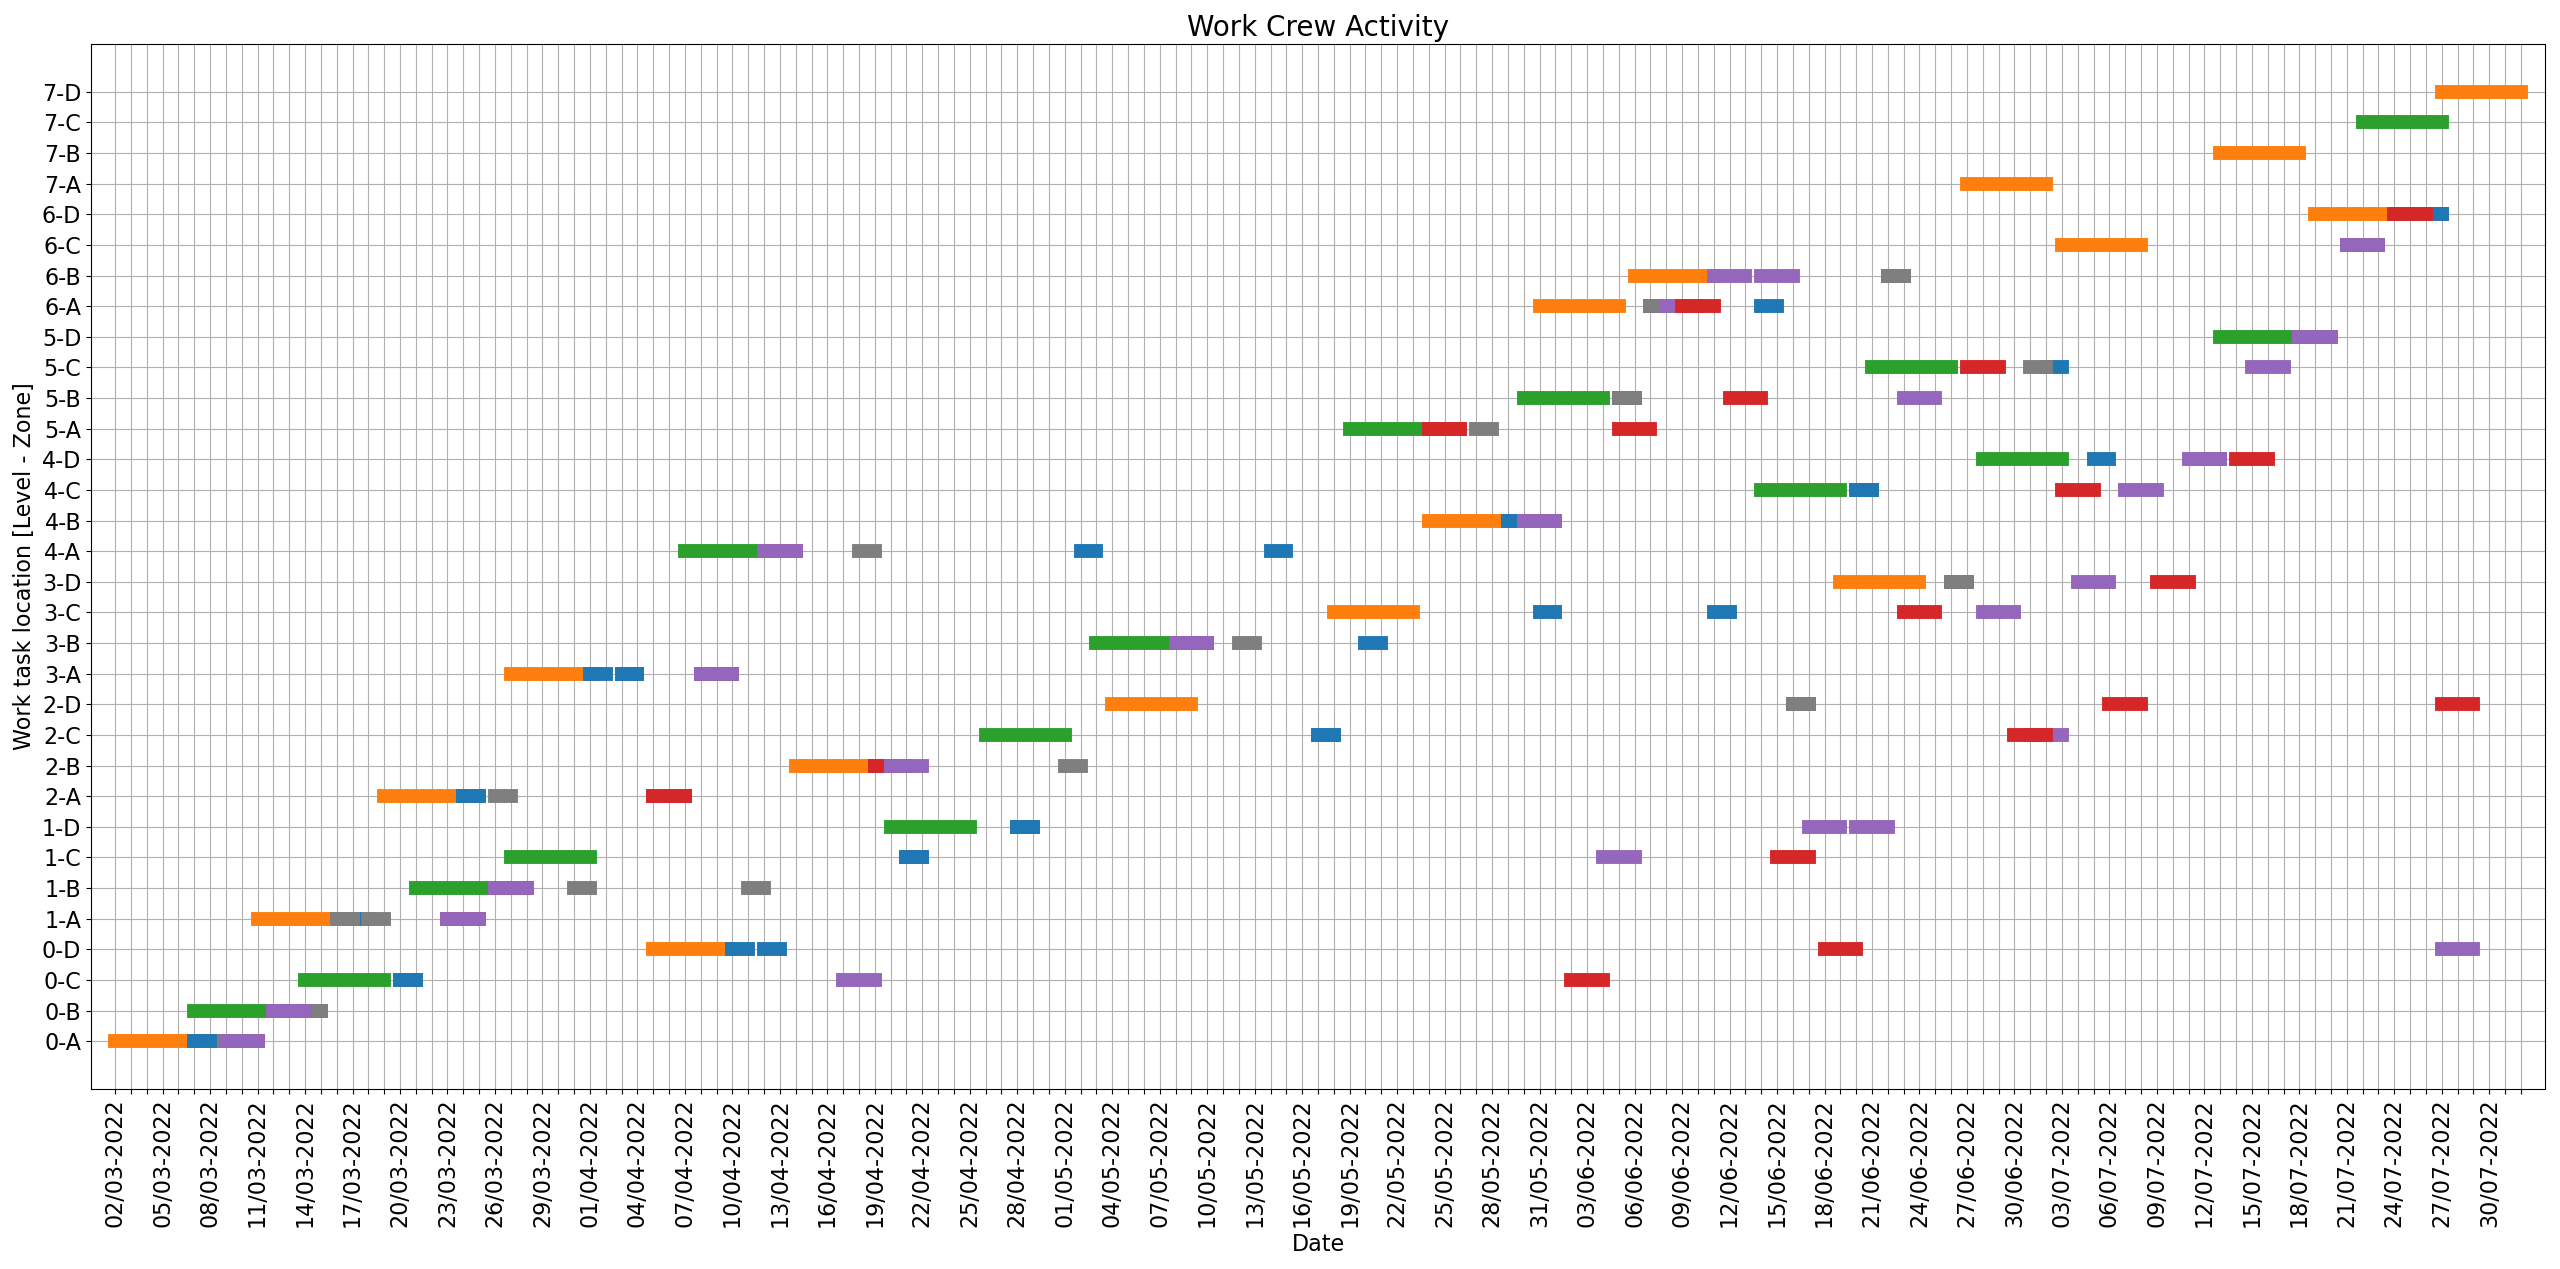 Work Crew Activity
Work task location [Level - Zone]
7-D
7-C
7-B
7-A
6-D
6-C
6-B
6-A
5-D
5-C
5-B
5-A
4-D
4-C
4-B
4-A
3-D
3-C
3-B
3-A
2-D
2-C
2-B
2-A
1-D
1-C
1-B
1-A
0-D
0-C
0-B
0-A
02/03-2022
05/03-2022
08/03-2022
11/03-2022
14/03-2022
17/03-2022
20/03-2022
23/03-2022
26/03-2022
29/03-2022
01/04-2022
04/04-2022
07/04-2022
10/04-2022
13/04-2022
16/04-2022
19/04-2022
22/04-2022
25/04-2022
28/04-2022
01/05-2022
04/05-2022
07/05-2022
10/05-2022
13/05-2022
16/05-2022
19/05-2022
22/05-2022
25/05-2022
28/05-2022
31/05-2022
03/06-2022
06/06-2022
09/06-2022
12/06-2022
15/06-2022
18/06-2022
21/06-2022
24/06-2022
27/06-2022
30/06-2022
03/07-2022
06/07-2022
09/07-2022
12/07-2022
15/07-2022
18/07-2022
21/07-2022
24/07-2022
27/07-2022
30/07-2022
Date